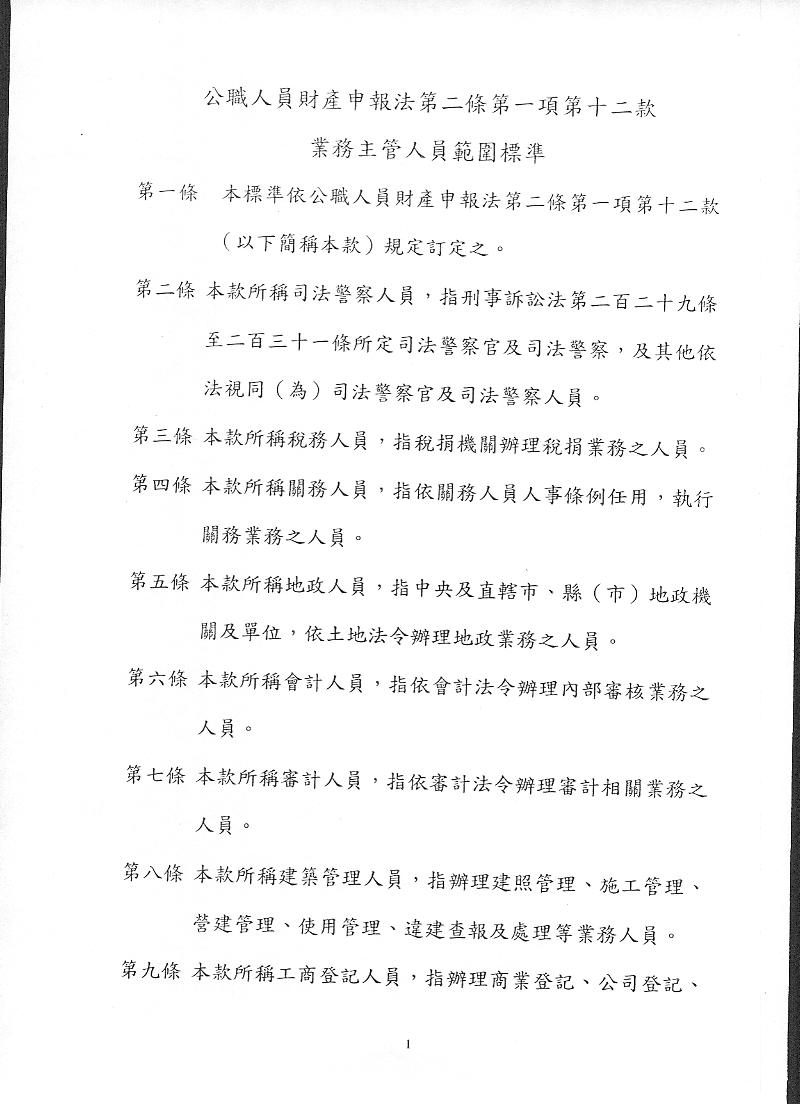 公職人員財產申報法第二條第一項第十二款
業務主管人員範圍標準
第一條　本標準依公職人員財產申報法第二條第一項第十二款
（以下簡稱本款）規定訂定之。
第二條 本款所稱司法警察人員，指刑事訴訟法第二百二十九條
至二百三十一條所定司法警察官及司法警察，及其他依
法視同（為）司法警察官及司法警察人員。
第三條 本款所稱稅務人員，指稅捐機關辦理稅捐業務之人員。
第四條 本款所稱關務人員，指依關務人員人事條例任用，執行
關務業務之人員。
第五條 本款所稱地政人員，指中央及直轄市、縣（市）地政機
關及單位，依土地法令辦理地政業務之人員。
第六條 本款所稱會計人員，指依會計法令辦理內部審核業務之
人員。
第七條 本款所稱審計人員，指依審計法令辦理審計相關業務之
人員。
第八條 本款所稱建築管理人員，指辦理建照管理、施工管理、
營建管理、使用管理、違建查報及處理等業務人員。
第九條 本款所稱工商登記人員，指辦理商業登記、公司登記、
1